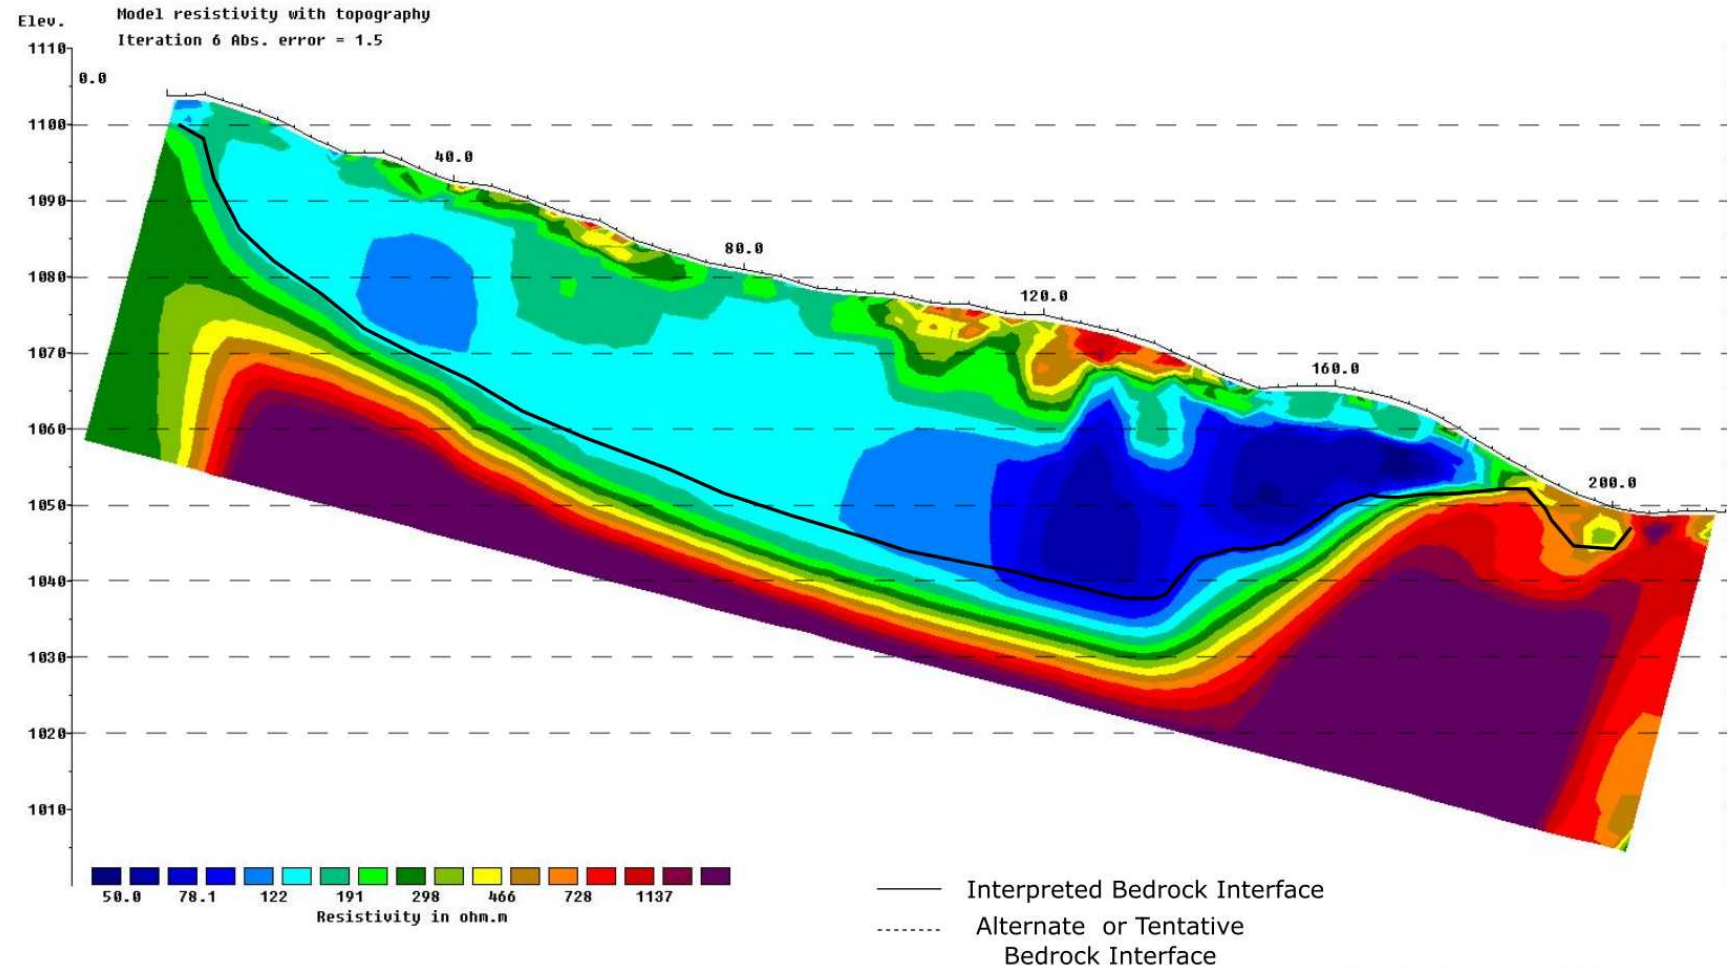 Elev.
Model resistivity with topography
Iteration 6 Abs. error = 1.5
1110
0.0
1100
40.0
1090
80.0
1080
120.0
1070
160.0
1060
200.0
1050
1040
1030
1020
1010
50.0 78.1 122 191 298 466 728 1137
Resistivity in ohm.m
Interpreted Bedrock Interface
Alternate or Tentative
Bedrock Interface